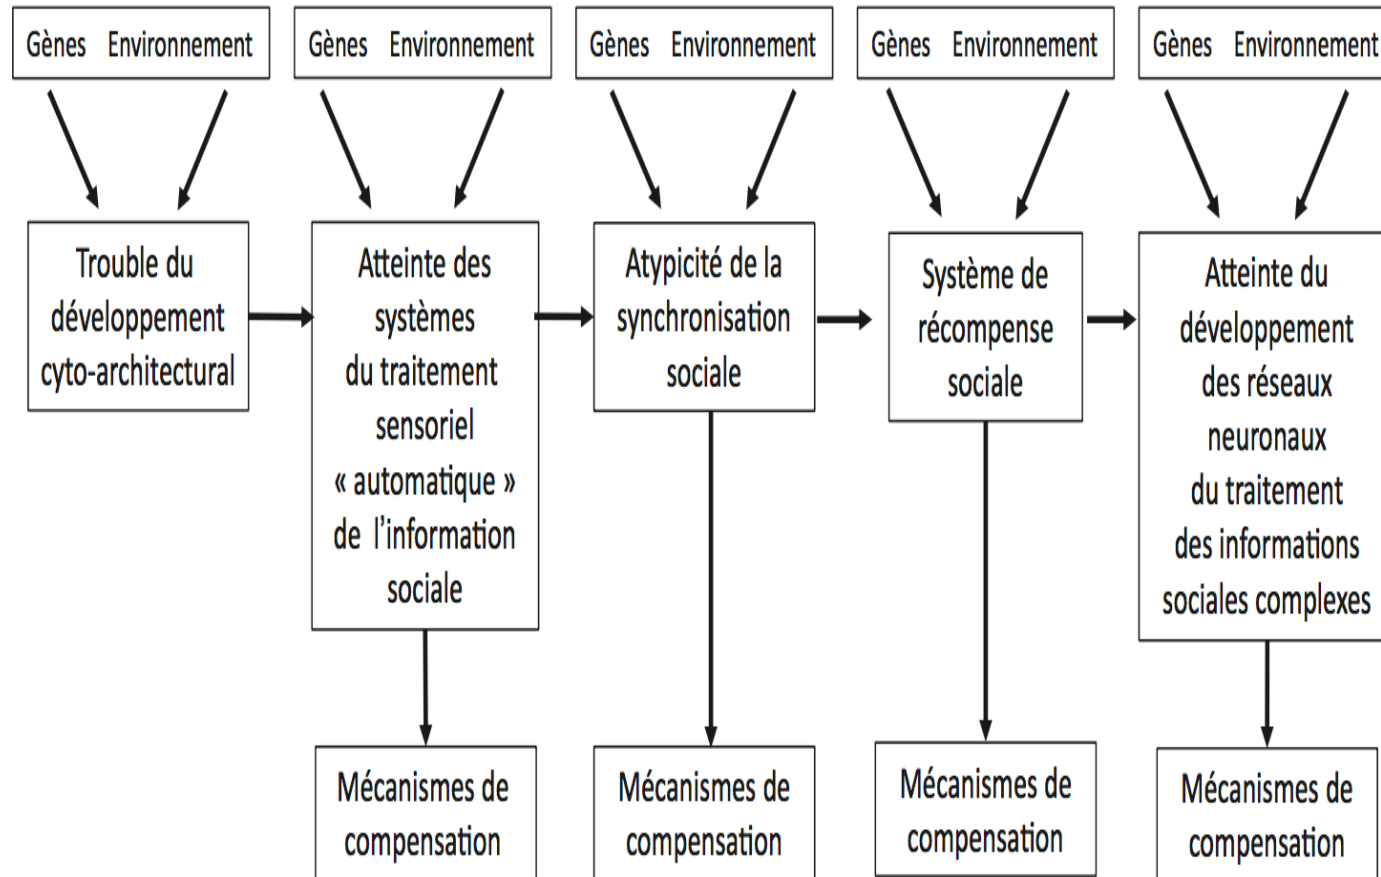 Gènes Environnement
Gènes Environnement
Gènes Environnement
Gènes Environnement
Gènes Environnement
Trouble du
développement
cyto-architectural
Atteinte des
systèmes
du traitement
sensoriel
« automatique »
de l'information
sociale
Atypicité de la
synchronisation
sociale
Système de
récompense
sociale
Atteinte du
développement
des réseaux
neuronaux
du traitement
des informations
sociales complexes
Mécanismes de
compensation
Mécanismes de
compensation
Mécanismes de
compensation
Mécanismes de
compensation